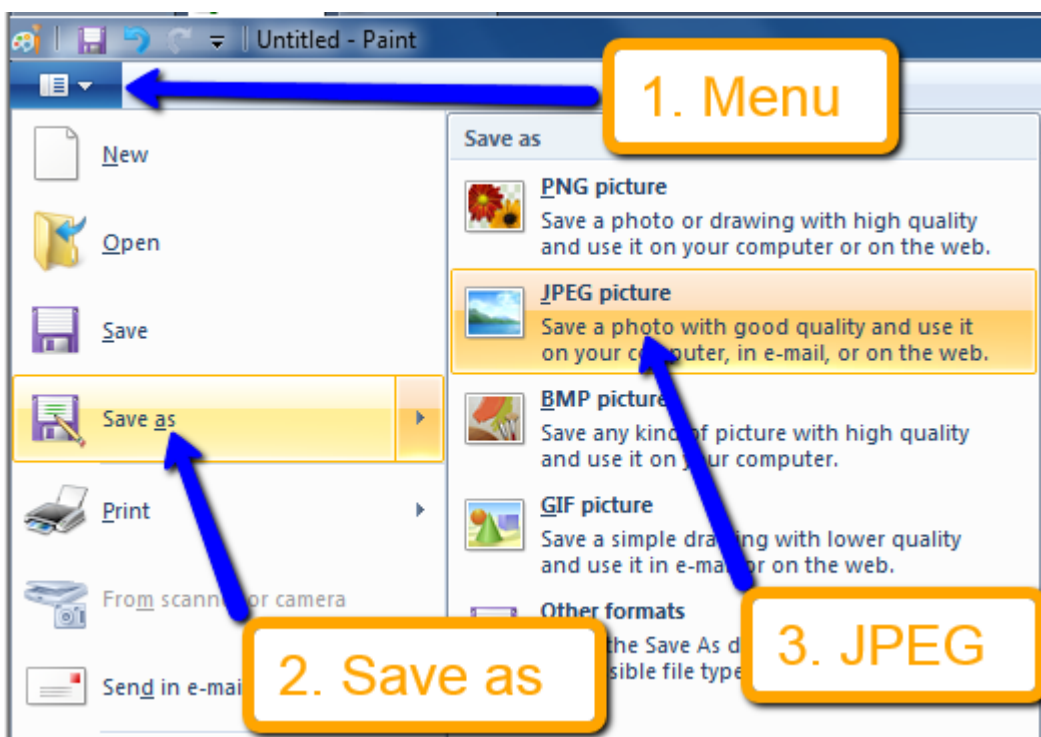 Untitled - Paint
1. Menu
New
Open
Save
Save as
Print
From scanner or camera
Send in e-mai
2. Save as
Save as
PNG picture
Save a photo or drawing with high quality
and use it on your computer or on the web.
JPEG picture
Save a photo with good quality and use it
on your computer, in e-mail, or on the web.
BMP picture
Save any kind of picture with high quality
and use it on your computer.
GIF picture
Save a simple drawing with lower quality
and use it in e-mail or on the web.
Other formats
the Save As d
sible file type
3. JPEG